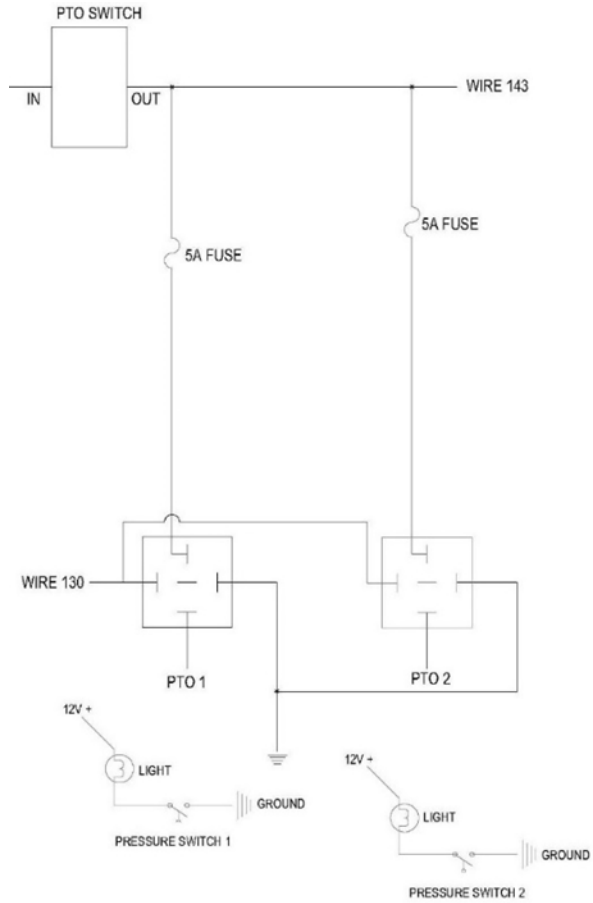 PTO SWITCH
IN
OUT
WIRE 143
5A FUSE
5A FUSE
WIRE 130
PTO 1
PTO 2
12V +
LIGHT
GROUND
PRESSURE SWITCH 1
12V +
LIGHT
GROUND
PRESSURE SWITCH 2